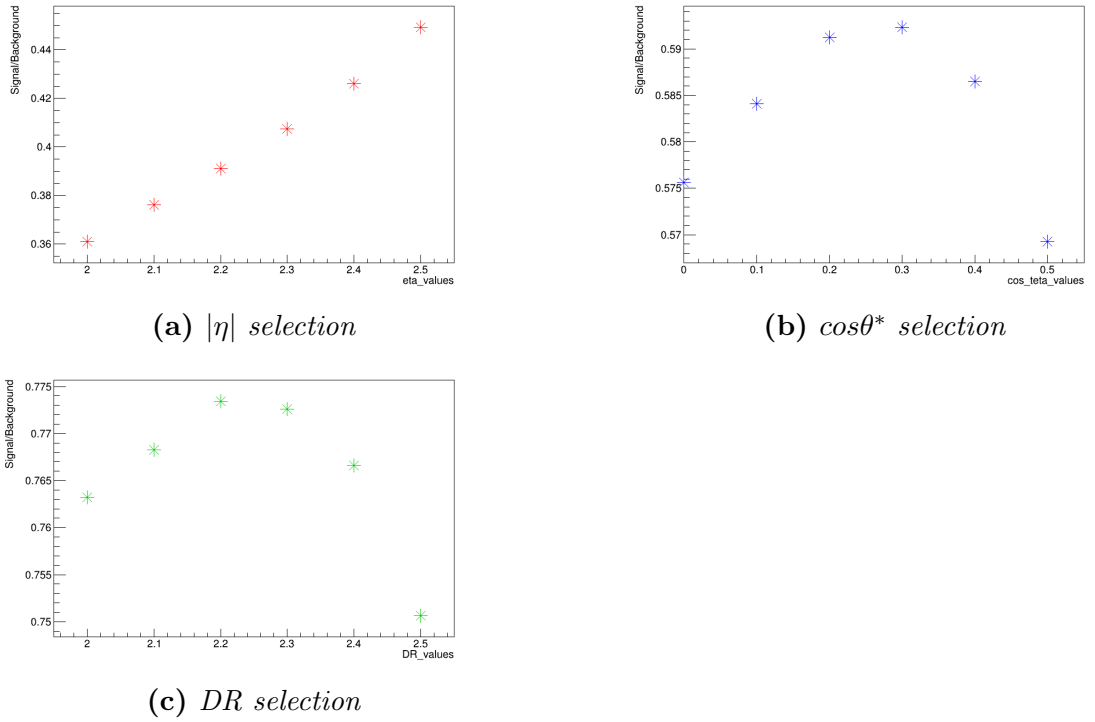 Signal/Background
0.44
0.42
0.4
0.38
0.36
2 2.1 2.2 2.3 2.4 2.5
eta_values
(a) |η| selection
Signal/Background
0.59
0.585
0.58
0.575
0.57
0 0.1 0.2 0.3 0.4 0.5
cos_teta_values
(b) cosθ* selection
Signal/Background
0.775
0.77
0.765
0.76
0.755
0.75
2 2.1 2.2 2.3 2.4 2.5
DR_values
(c) DR selection